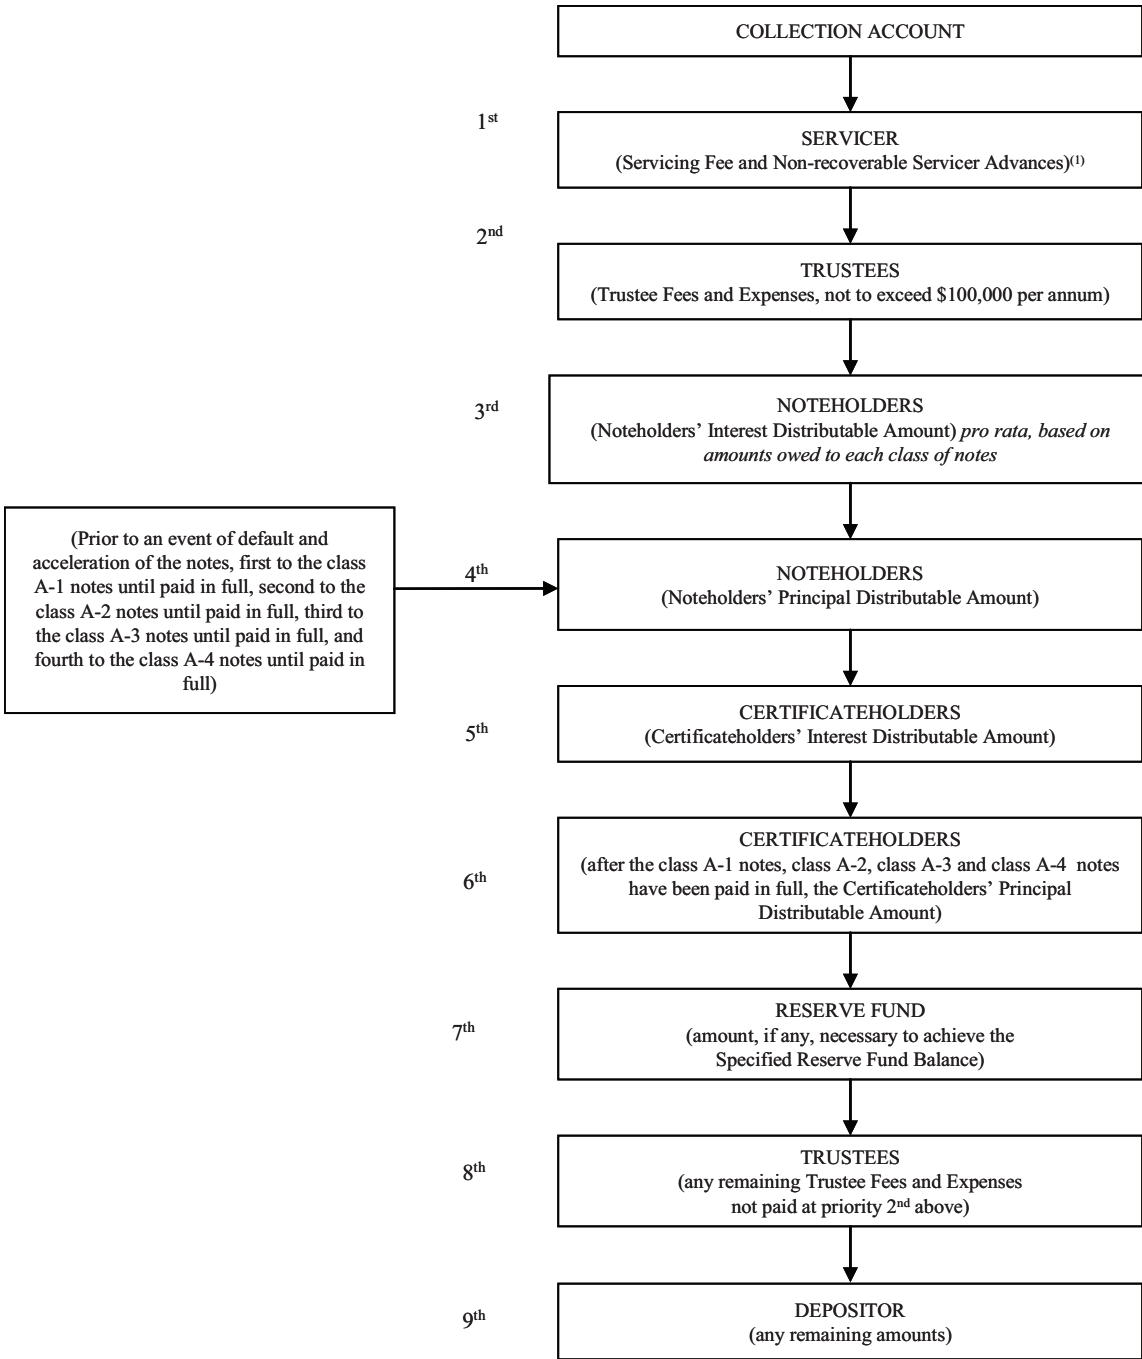 COLLECTION ACCOUNT
1st
SERVICER
(Servicing Fee and Non-recoverable Servicer Advances)(1)
2nd
TRUSTEES
(Trustee Fees and Expenses, not to exceed $100,000 per annum)
3rd
NOTEHOLDERS
(Noteholders’ Interest Distributable Amount) pro rata, based on
amounts owed to each class of notes
(Prior to an event of default and
acceleration of the notes, first to the class
A-1 notes until paid in full, second to the
class A-2 notes until paid in full, third to
the class A-3 notes until paid in full, and
fourth to the class A-4 notes until paid in
full)
4th
NOTEHOLDERS
(Noteholders’ Principal Distributable Amount)
5th
CERTIFICATEHOLDERS
(Certificateholders’ Interest Distributable Amount)
6th
CERTIFICATEHOLDERS
(after the class A-1 notes, class A-2, class A-3 and class A-4 notes
have been paid in full, the Certificateholders’ Principal
Distributable Amount)
7th
RESERVE FUND
(amount, if any, necessary to achieve the
Specified Reserve Fund Balance)
8th
TRUSTEES
(any remaining Trustee Fees and Expenses
not paid at priority 2nd above)
9th
DEPOSITOR
(any remaining amounts)